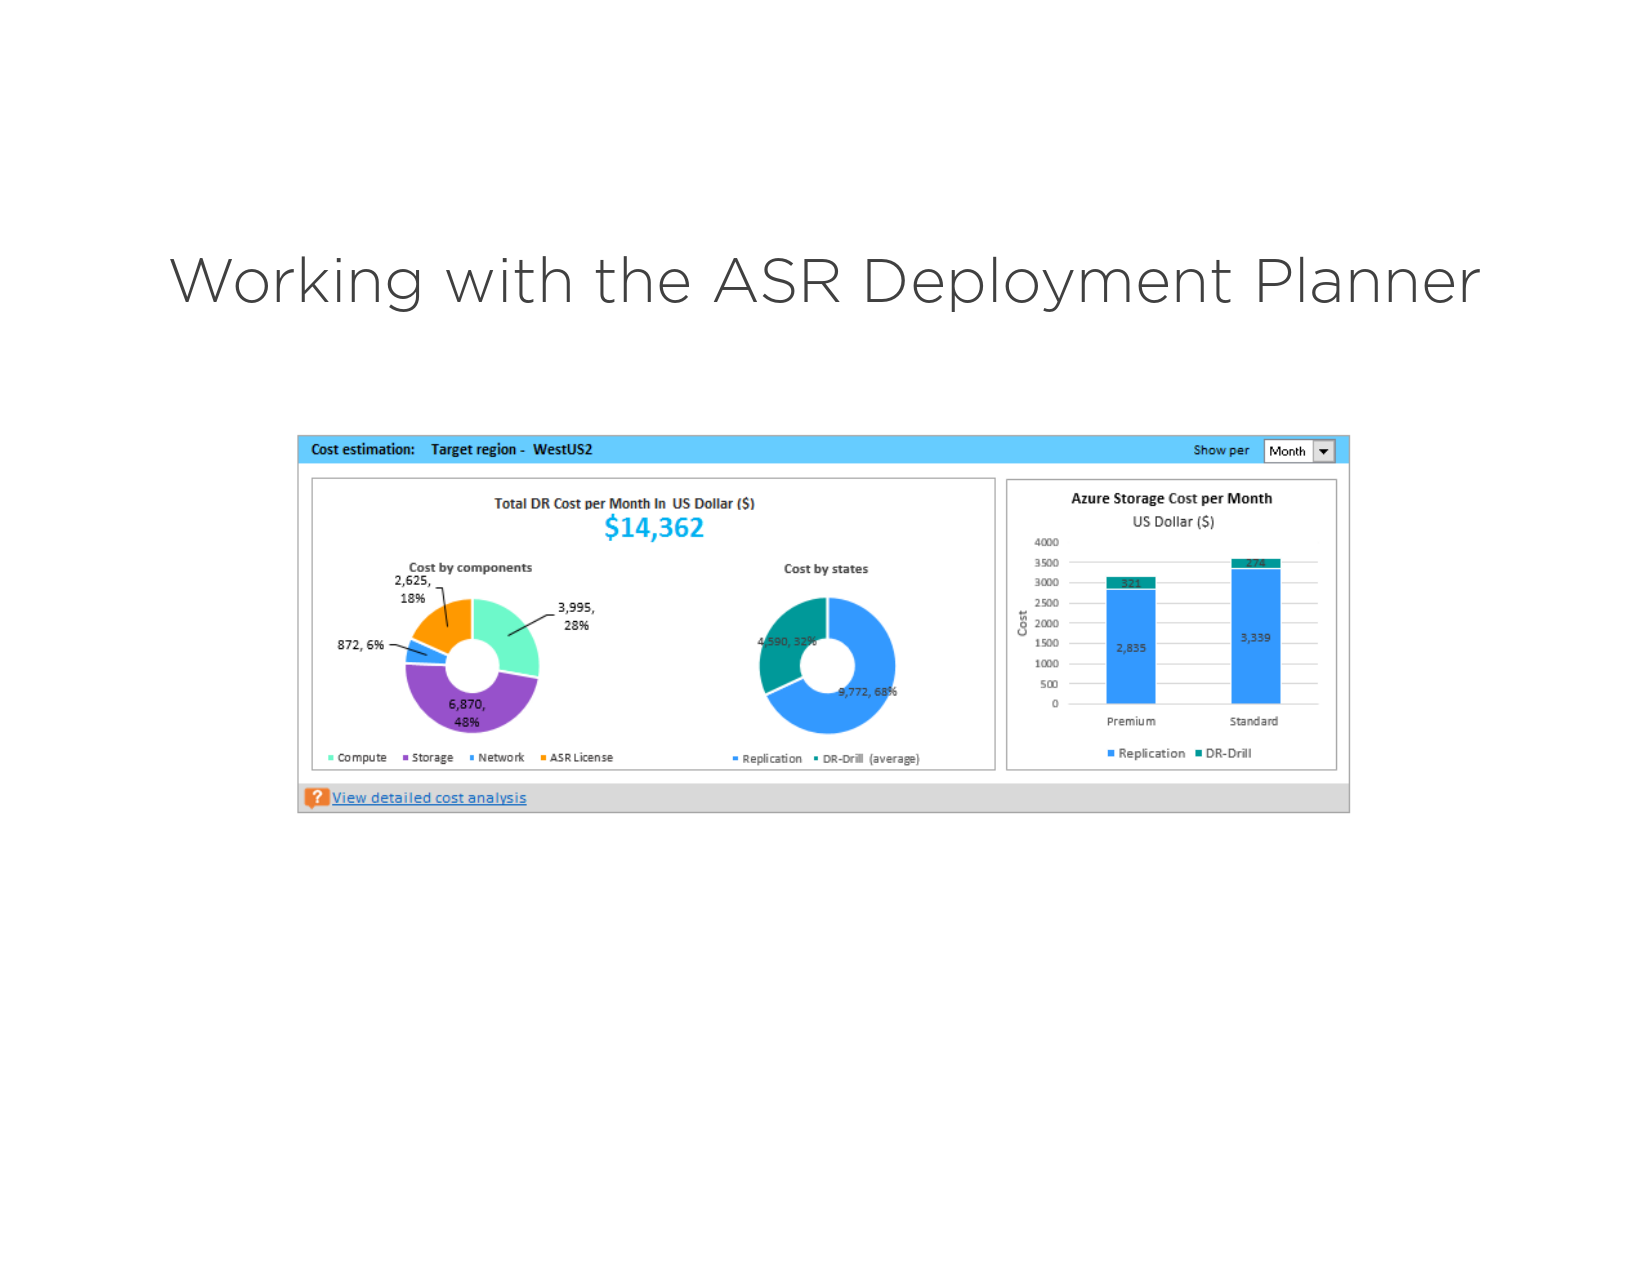 Working with the ASR Deployment Planner
Cost estimation: Target region - WestUS2
Show per Month
Total DR Cost per Month In US Dollar ($)
$14,362
Cost by components
2,625,
18%
3,995,
28%
872, 6%
6,870,
48%
Compute Storage Network ASR License
Cost by states
4,590, 32%
9,772, 68%
Replication DR-Drill (average)
Azure Storage Cost per Month
US Dollar ($)
Cost
4000
3500
3000
2500
2000
1500
1000
500
0
321
2,835
274
3,339
Premium Standard
Replication DR-Drill
? View detailed cost analysis